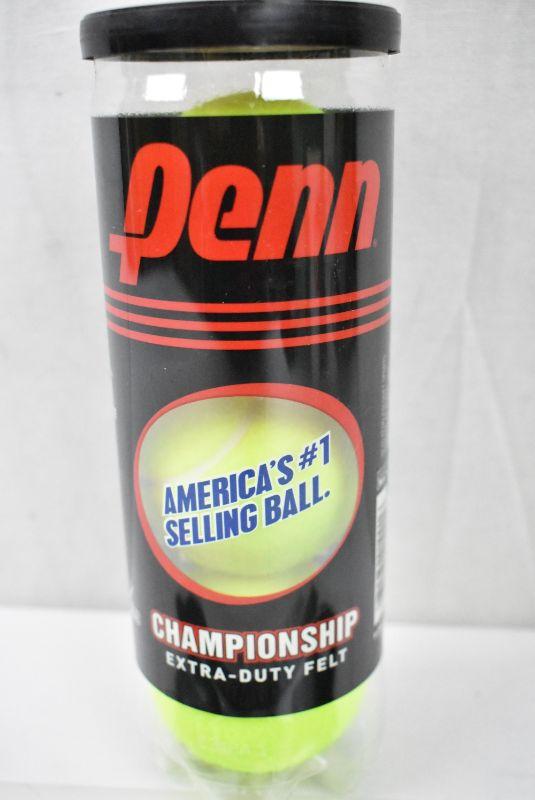 Penn
AMERICA'S #1
SELLING BALL.
CHAMPIONSHIP
EXTRA-DUTY FELT